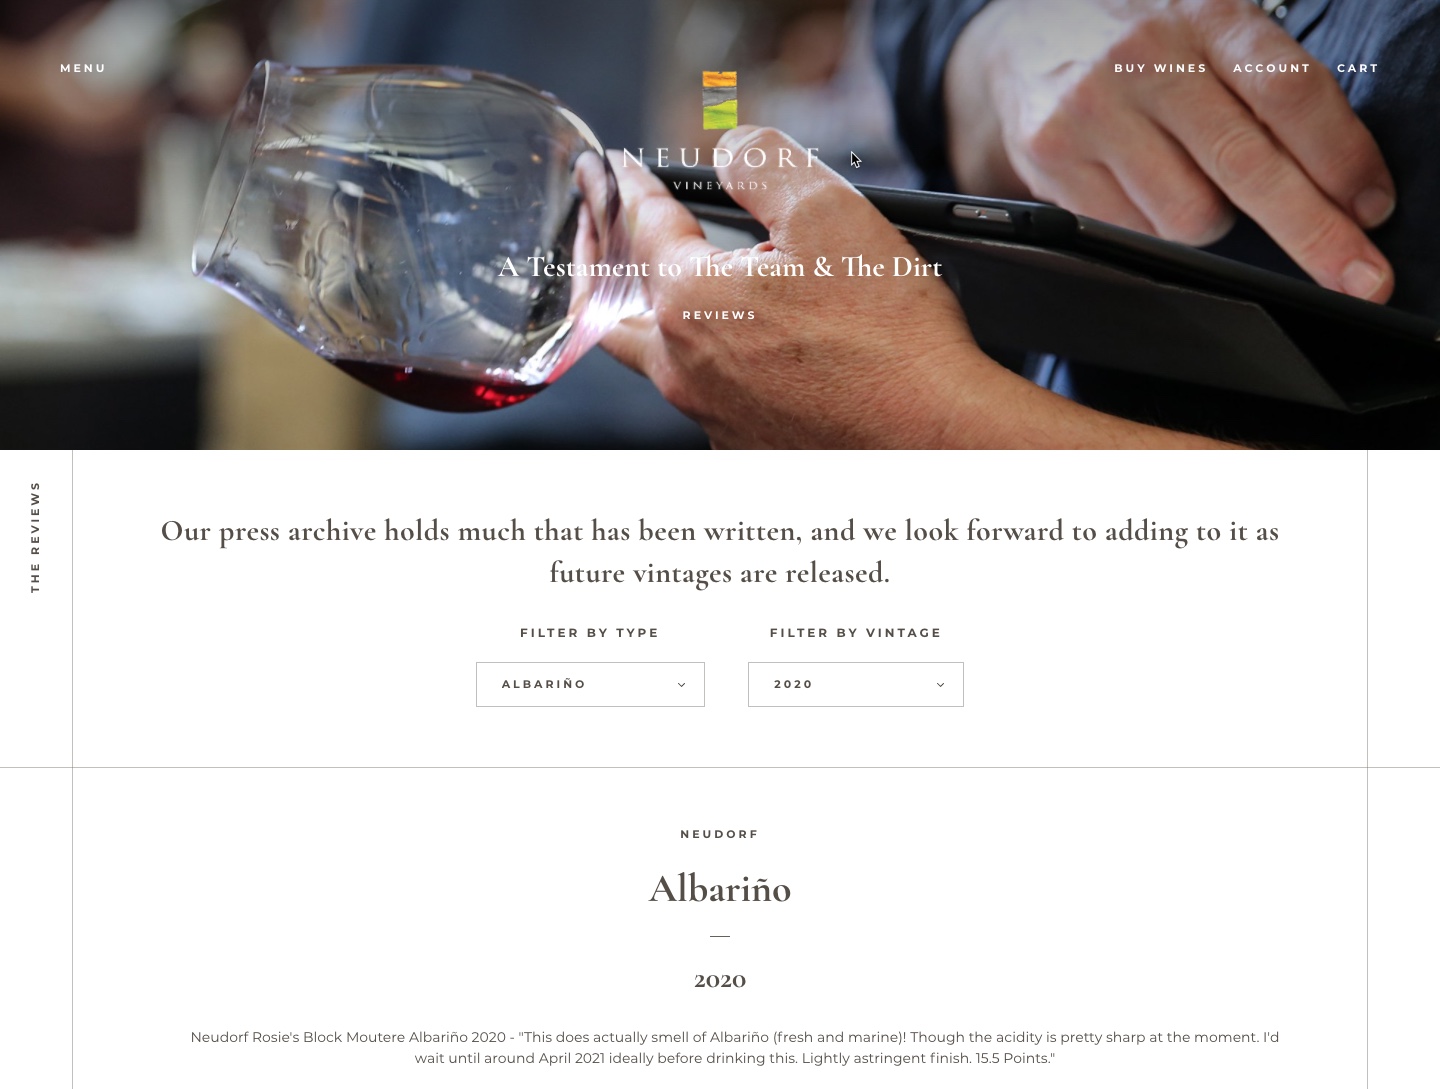 MENU
BUY WINES ACCOUNT CART
NEUDORF
VINEYARDS
A Testament to The Team & The Dirt
REVIEWS
THE REVIEWS
Our press archive holds much that has been written, and we look forward to adding to it as
future vintages are released.
FILTER BY TYPE
FILTER BY VINTAGE
ALBARIÑO
2020
NEUDORF
Albariño
2020
Neudorf Rosie's Block Moutere Albariño 2020 - "This does actually smell of Albariño (fresh and marine)! Though the acidity is pretty sharp at the moment. I'd
wait until around April 2021 ideally before drinking this. Lightly astringent finish. 15.5 Points."